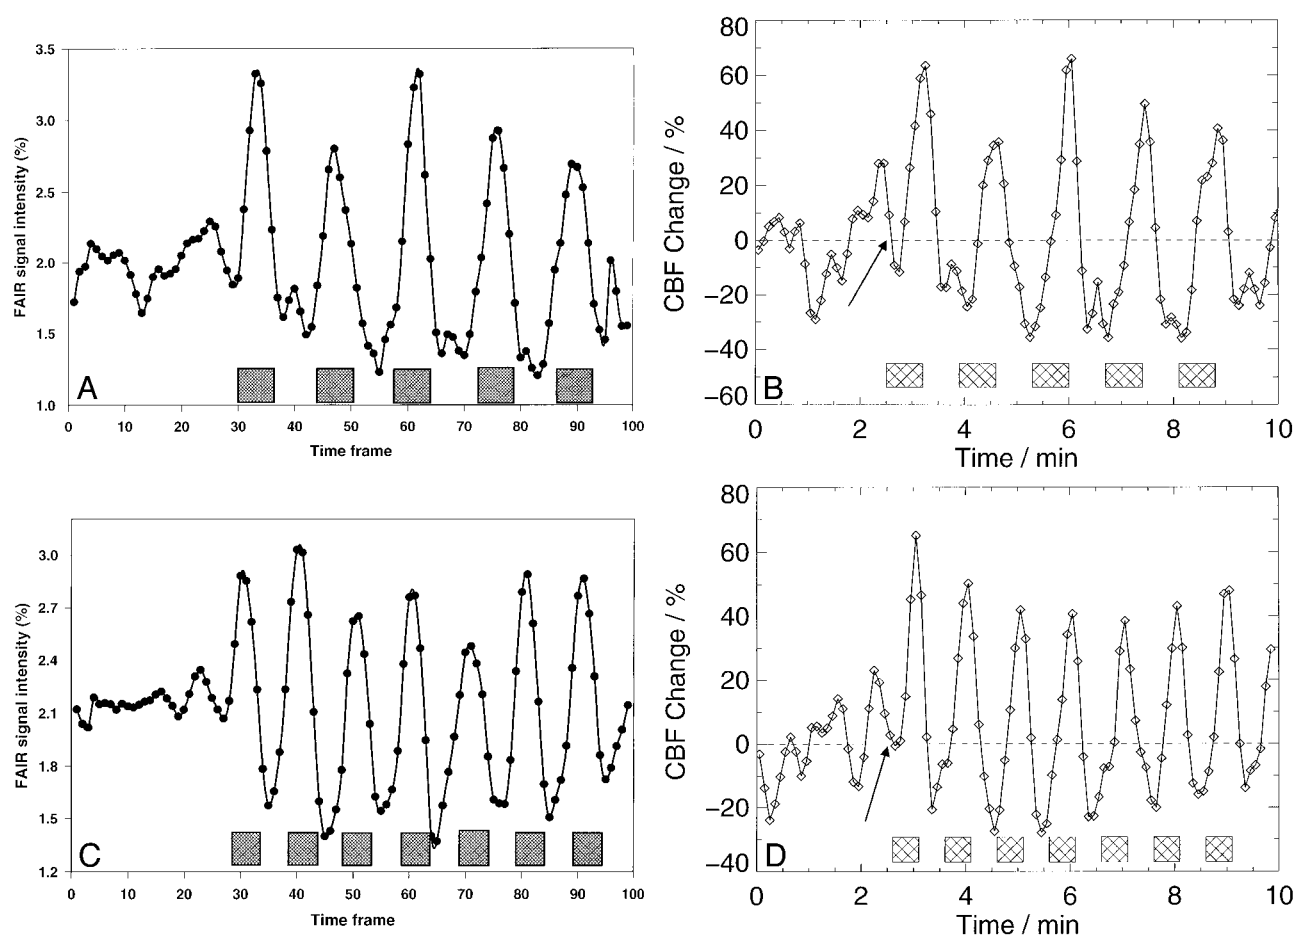 3.5
3.0
2.5
2.0
1.5
1.0
FAIR signal intensity (%)
A
0 10 20 30 40 50 60 70 80 90 100
Time frame
80
60
40
20
0
−20
−40
−60
CBF Change / %
B
0 2 4 6 8 10
Time / min
3.0
2.7
2.4
2.1
1.8
1.5
1.2
FAIR signal intensity (%)
C
0 10 20 30 40 50 60 70 80 90 100
Time frame
80
60
40
20
0
−20
−40
CBF Change / %
D
0 2 4 6 8 10
Time / min